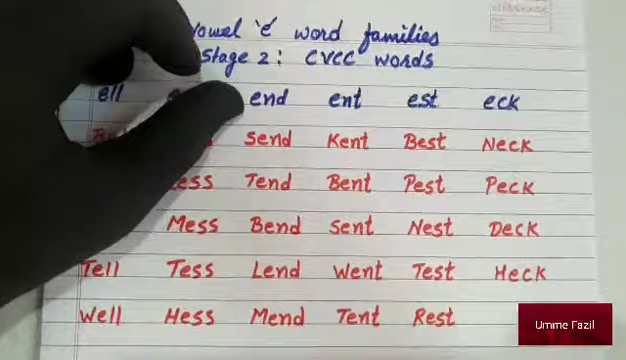 vowel 'e' word families
Stage 2: CVCC words
ell end ent est eck
Send Kent Best Neck
ess Tend Bent Pest Peck
Mess Bend Sent Nest Deck
Tell Tess Lend Went Test Heck
Well Hess Mend Tent Rest
Umme Fazil